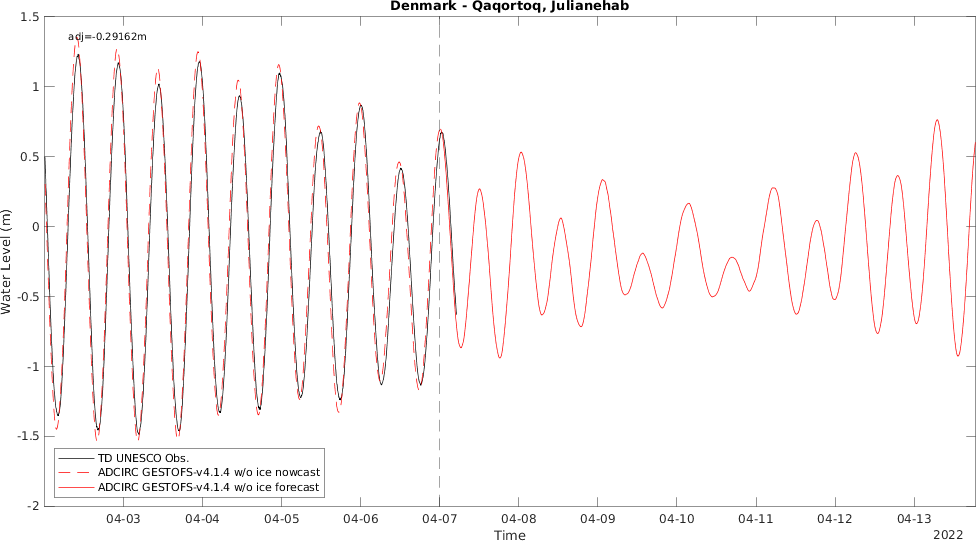 Denmark - Qaqortoq, Julianehab
adj=-0.29162m
1.5
1
0.5
0
-0.5
-1
-1.5
-2
Water Level (m)
TD UNESCO Obs.
ADCIRC GESTOFS-v4.1.4 w/o ice nowcast
ADCIRC GESTOFS-v4.1.4 w/o ice forecast
04-03 04-04 04-05 04-06 04-07 04-08 04-09 04-10 04-11 04-12 04-13
Time
2022